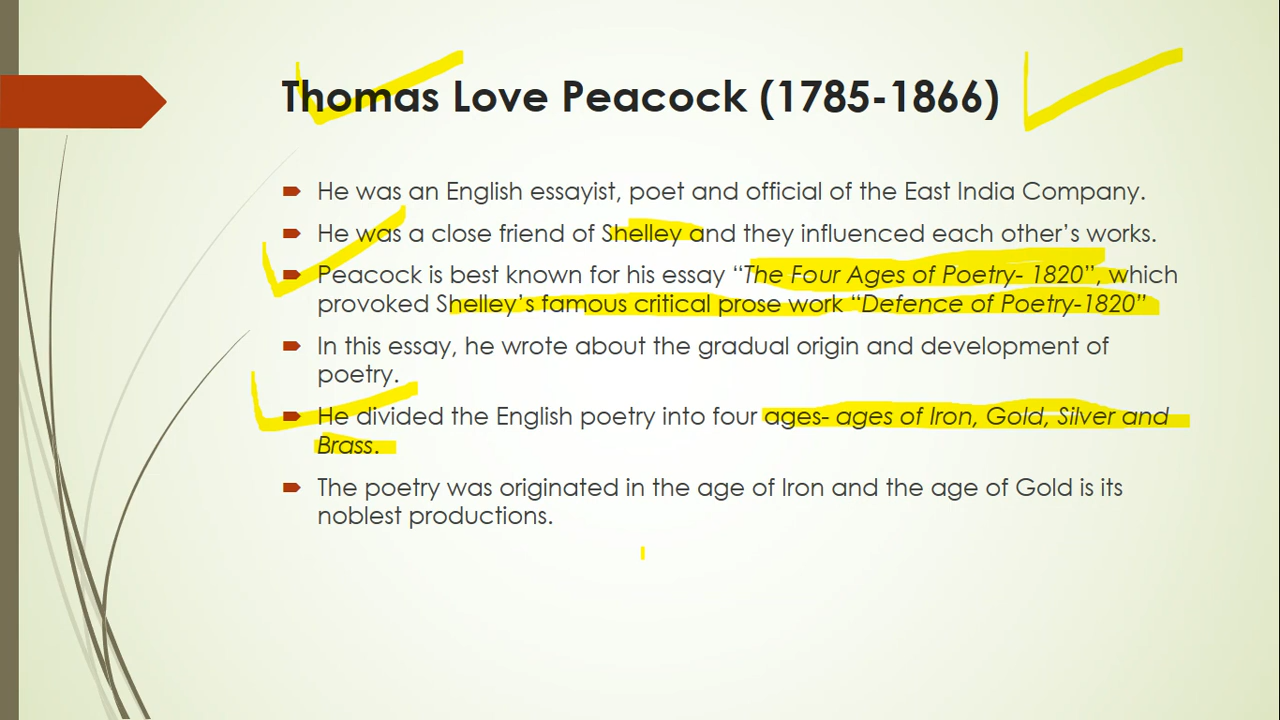 Thomas Love Peacock (1785-1866)
He was an English essayist, poet and official of the East India Company.
He was a close friend of Shelley and they influenced each other’s works.
Peacock is best known for his essay “The Four Ages of Poetry- 1820”, which
provoked Shelley’s famous critical prose work “Defence of Poetry-1820”
In this essay, he wrote about the gradual origin and development of
poetry.
He divided the English poetry into four ages- ages of Iron, Gold, Silver and
Brass.
The poetry was originated in the age of Iron and the age of Gold is its
noblest productions.